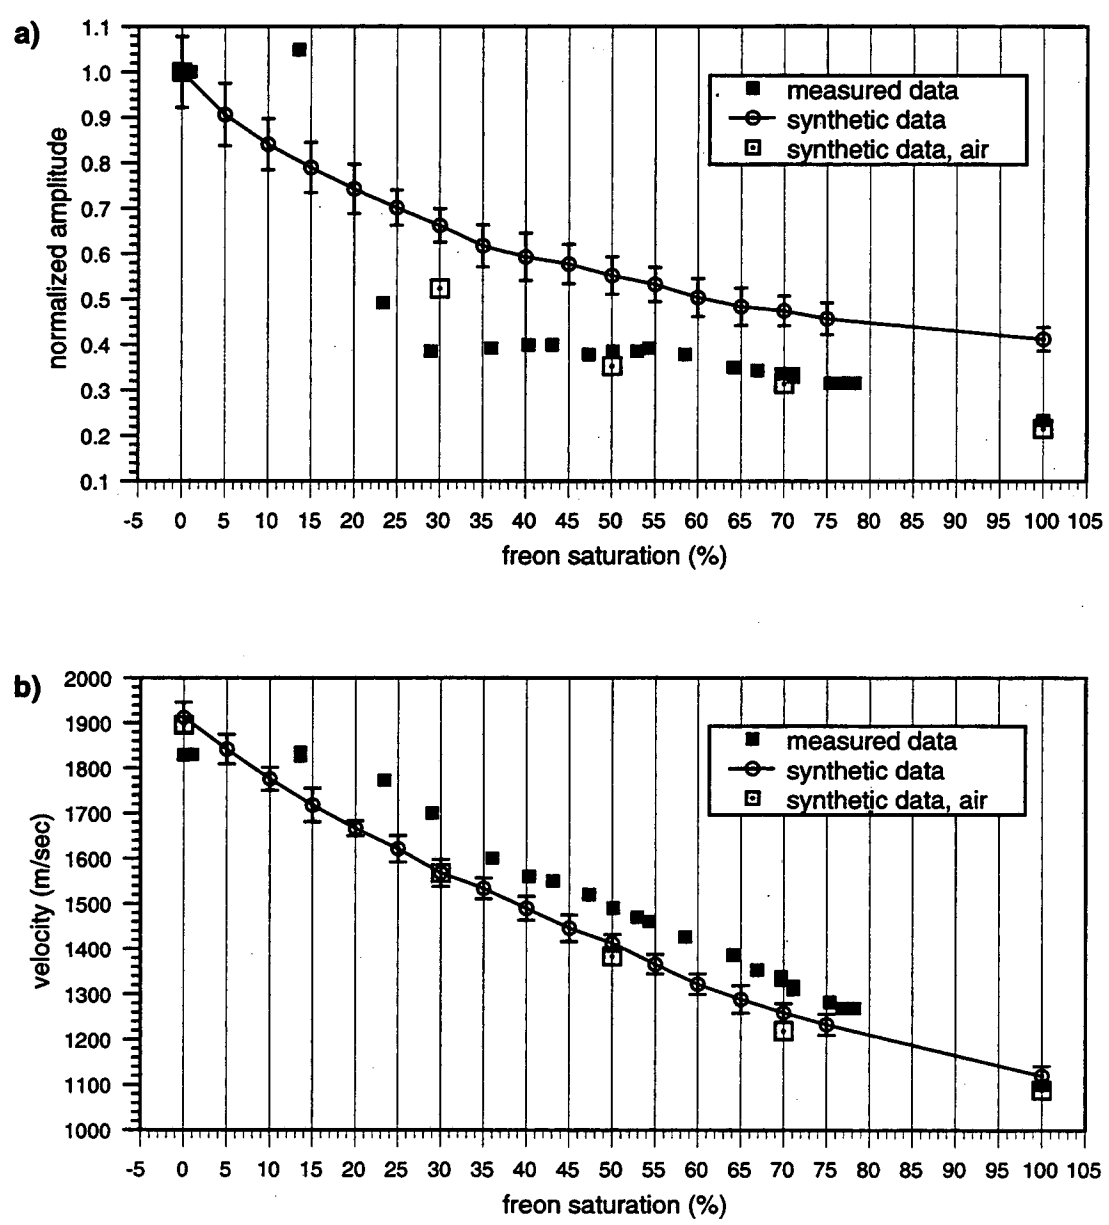 a)
1.1
1.0
0.9
0.8
0.7
0.6
0.5
0.4
0.3
0.2
0.1
normalized amplitude
measured data
synthetic data
synthetic data, air
-5 0 5 10 15 20 25 30 35 40 45 50 55 60 65 70 75 80 85 90 95 100 105
freon saturation (%)
b)
2000
1900
1800
1700
1600
1500
1400
1300
1200
1100
1000
velocity (m/sec)
measured data
synthetic data
synthetic data, air
-5 0 5 10 15 20 25 30 35 40 45 50 55 60 65 70 75 80 85 90 95 100 105
freon saturation (%)